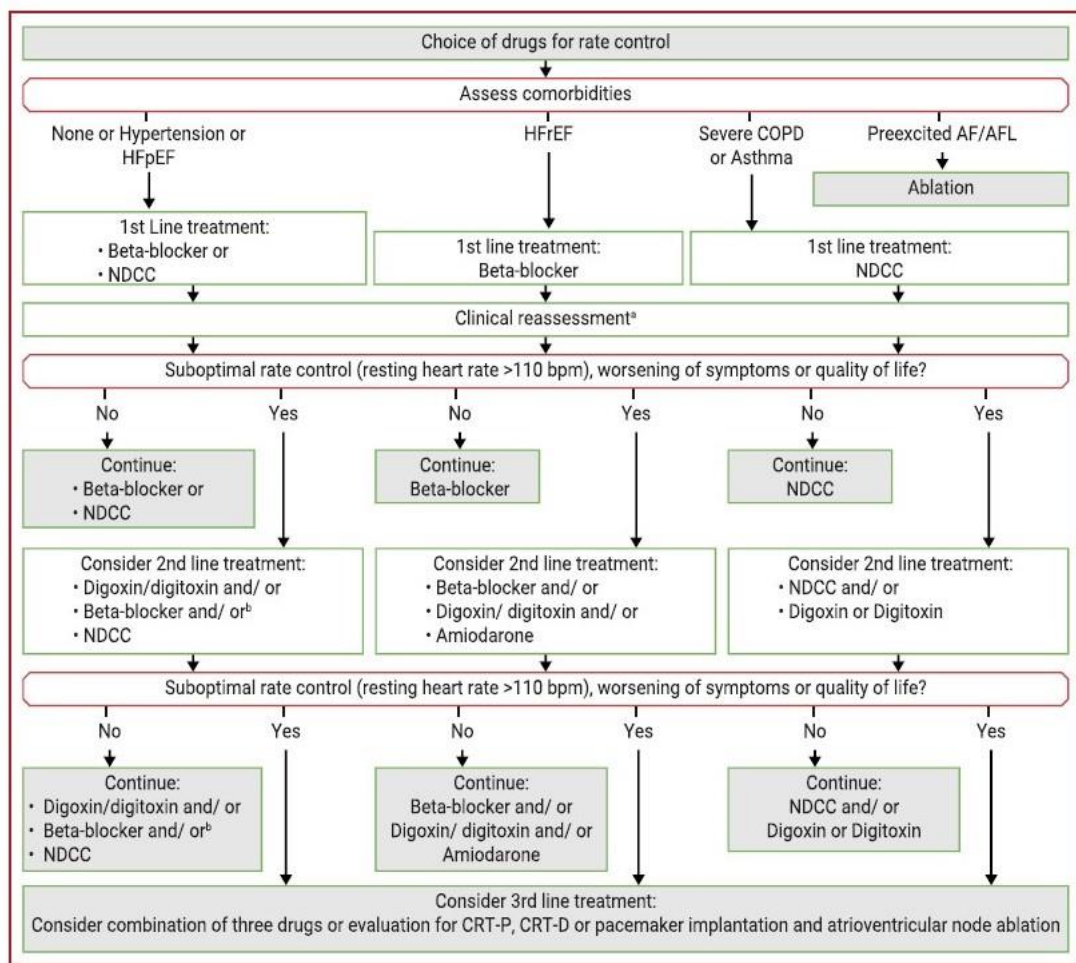 Choice of drugs for rate control
Assess comorbidities
None or Hypertension or
HFpEF
HFrEF
Severe COPD
or Asthma
Preexcited AF/AFL
Ablation
1st Line treatment:
• Beta-blocker or
• NDCC
1st line treatment:
Beta-blocker
1st line treatment:
NDCC
Clinical reassessmentᵃ
Suboptimal rate control (resting heart rate >110 bpm), worsening of symptoms or quality of life?
No
Yes
No
Yes
No
Yes
Continue:
• Beta-blocker or
• NDCC
Continue:
Beta-blocker
Continue:
NDCC
Consider 2nd line treatment:
• Digoxin/digitoxin and/ or
• Beta-blocker and/ orᵇ
• NDCC
Consider 2nd line treatment:
• Beta-blocker and/ or
• Digoxin/ digitoxin and/ or
• Amiodarone
Consider 2nd line treatment:
• NDCC and/ or
• Digoxin or Digitoxin
Suboptimal rate control (resting heart rate >110 bpm), worsening of symptoms or quality of life?
No
Yes
No
Yes
No
Yes
Continue:
• Digoxin/digitoxin and/ or
• Beta-blocker and/ orᵇ
• NDCC
Continue:
Beta-blocker and/ or
Digoxin/ digitoxin and/ or
Amiodarone
Continue:
NDCC and/ or
Digoxin or Digitoxin
Consider 3rd line treatment:
Consider combination of three drugs or evaluation for CRT-P, CRT-D or pacemaker implantation and atrioventricular node ablation